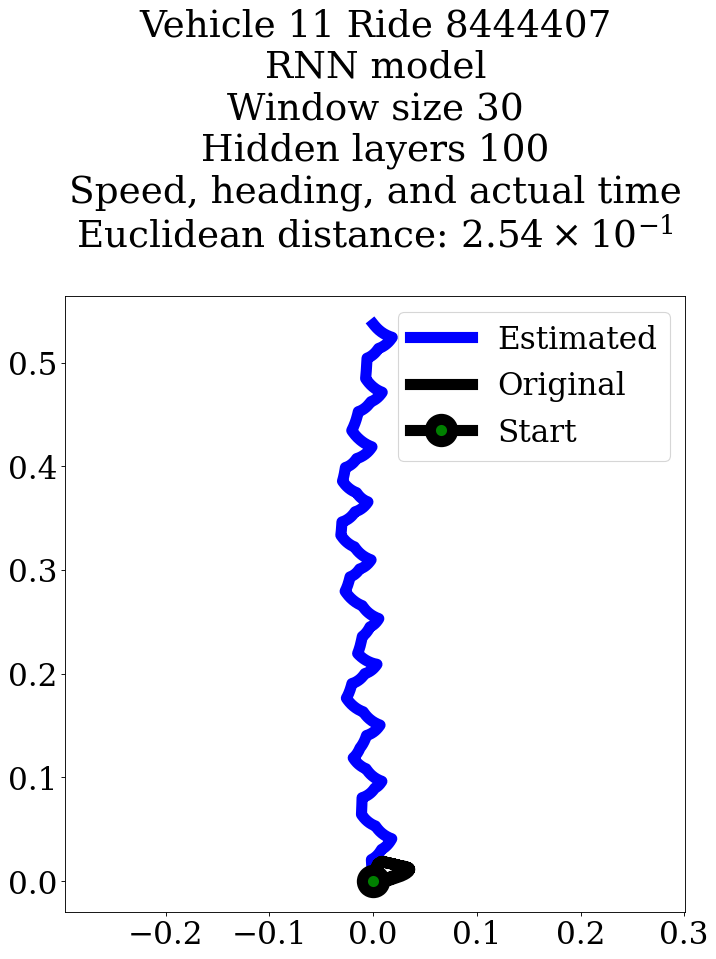 Vehicle 11 Ride 8444407
RNN model
Window size 30
Hidden layers 100
Speed, heading, and actual time
Euclidean distance: 2.54 × 10⁻¹
Estimated
Original
Start
0.5
0.4
0.3
0.2
0.1
0.0
−0.2 −0.1 0.0 0.1 0.2 0.3